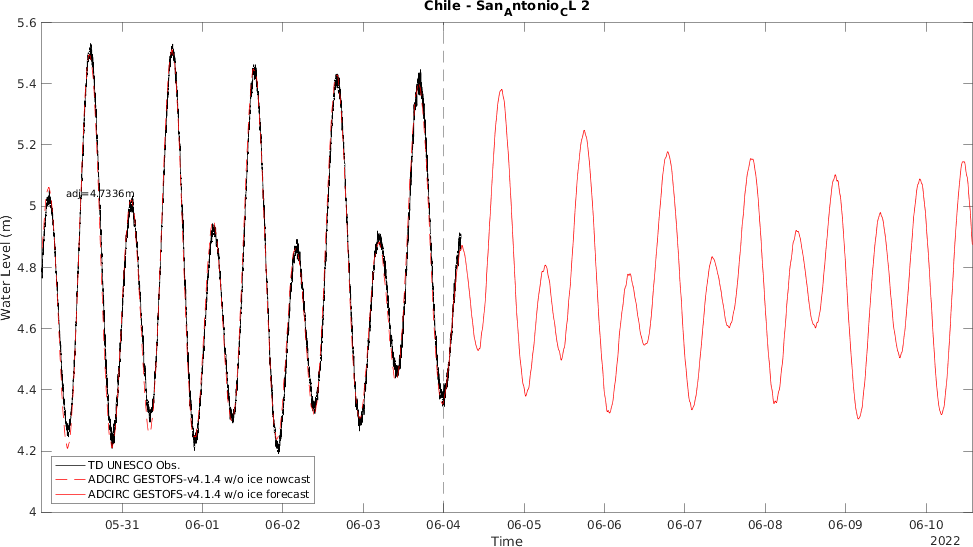 Chile - SanAntonioCL 2
5.6
5.4
5.2
5
4.8
4.6
4.4
4.2
4
Water Level (m)
adj=4.7336m
TD UNESCO Obs.
ADCIRC GESTOFS-v4.1.4 w/o ice nowcast
ADCIRC GESTOFS-v4.1.4 w/o ice forecast
05-31 06-01 06-02 06-03 06-04 06-05 06-06 06-07 06-08 06-09 06-10
Time
2022